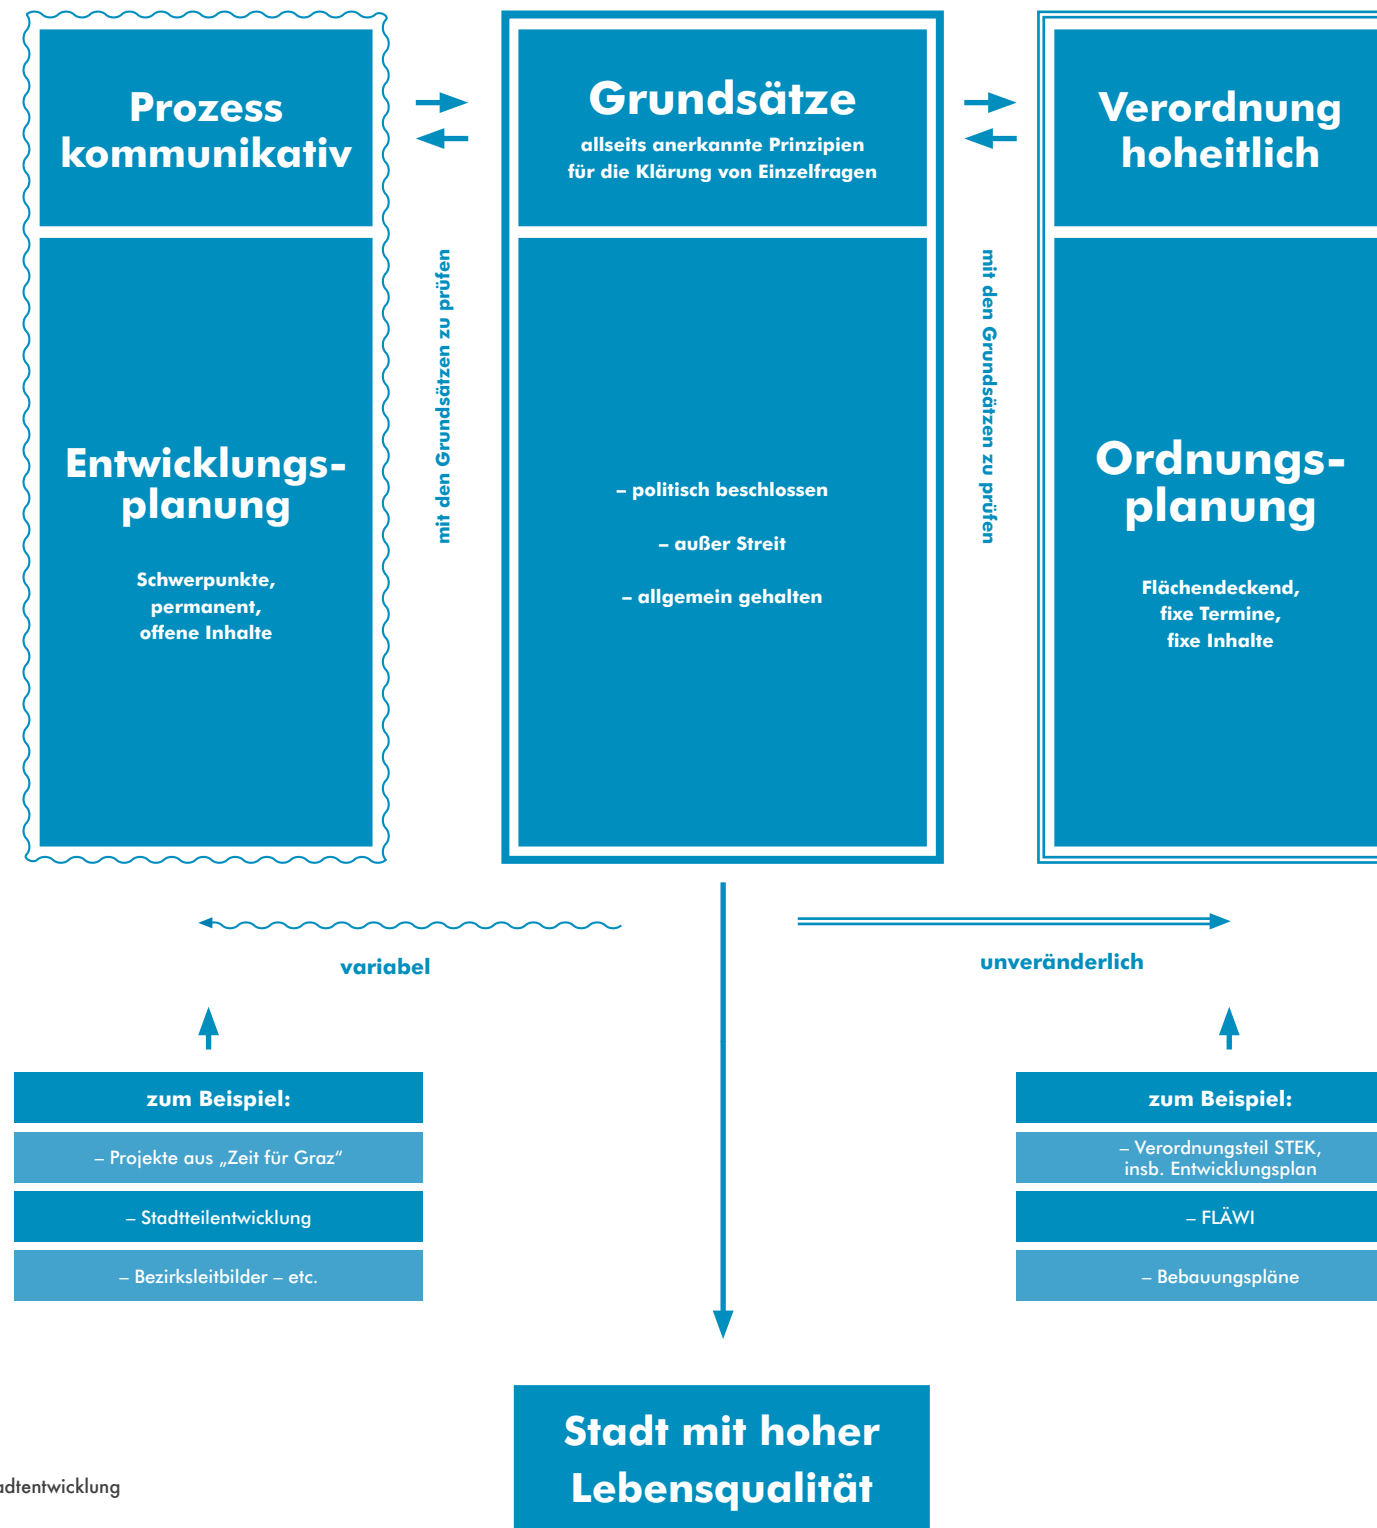 Prozess
kommunikativ
Entwicklungs-
planung
Schwerpunkte,
permanent,
offene Inhalte
mit den Grundsätzen zu prüfen
Grundsätze
allseits anerkannte Prinzipien
für die Klärung von Einzelfragen
– politisch beschlossen
– außer Streit
– allgemein gehalten
mit den Grundsätzen zu prüfen
Verordnung
hoheitlich
Ordnungs-
planung
Flächendeckend,
fixe Termine,
fixe Inhalte
variabel
unveränderlich
zum Beispiel:
– Projekte aus „Zeit für Graz“
– Stadtteilentwicklung
– Bezirksleitbilder – etc.
zum Beispiel:
– Verordnungsteil STEK,
insb. Entwicklungsplan
– FLÄWI
– Bebauungspläne
Stadt mit hoher
Lebensqualität
adtentwicklung